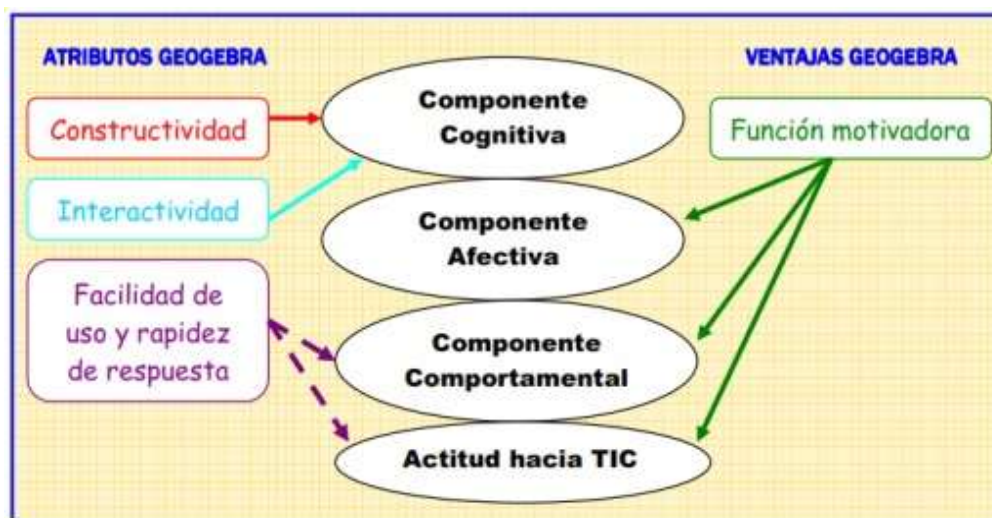 ATRIBUTOS GEOGEBRA
Constructividad
Interactividad
Facilidad de
uso y rapidez
de respuesta
Componente
Cognitiva
Componente
Afectiva
Componente
Comportamental
Actitud hacia TIC
VENTAJAS GEOGEBRA
Función motivadora